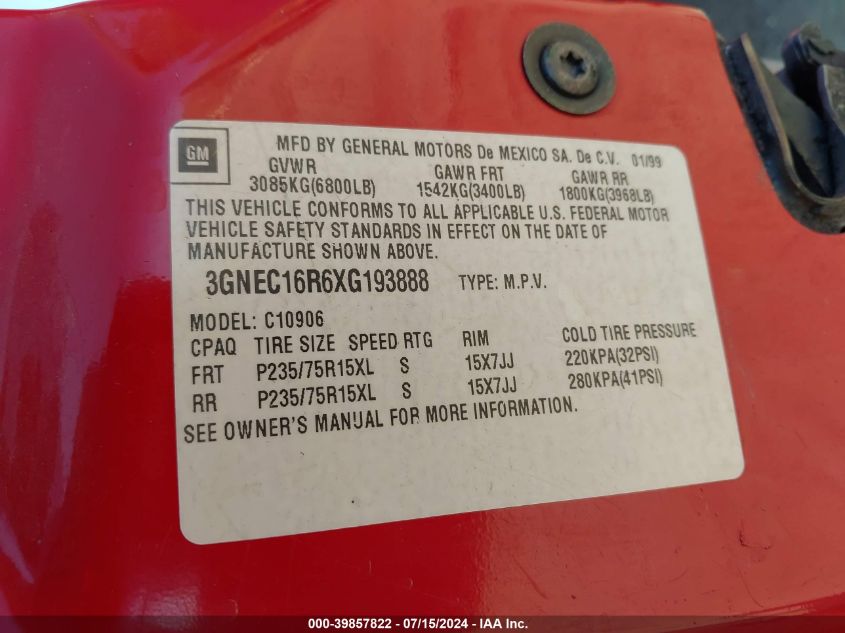 GM
MFD BY GENERAL MOTORS De MEXICO SA. De C.V. 01/99
GVWR GAWR FRT GAWR RR
3085KG(6800LB) 1542KG(3400LB) 1800KG(3968LB)
THIS VEHICLE CONFORMS TO ALL APPLICABLE U.S. FEDERAL MOTOR
VEHICLE SAFETY STANDARDS IN EFFECT ON THE DATE OF
MANUFACTURE SHOWN ABOVE.
3GNEC16R6XG193888 TYPE: M.P.V.
MODEL: C10906
CPAQ TIRE SIZE SPEED RTG RIM COLD TIRE PRESSURE
FRT P235/75R15XL S 15X7JJ 220KPA(32PSI)
RR P235/75R15XL S 15X7JJ 280KPA(41PSI)
SEE OWNER'S MANUAL FOR MORE INFORMATION.
000-39857822 - 07/15/2024 - IAA Inc.